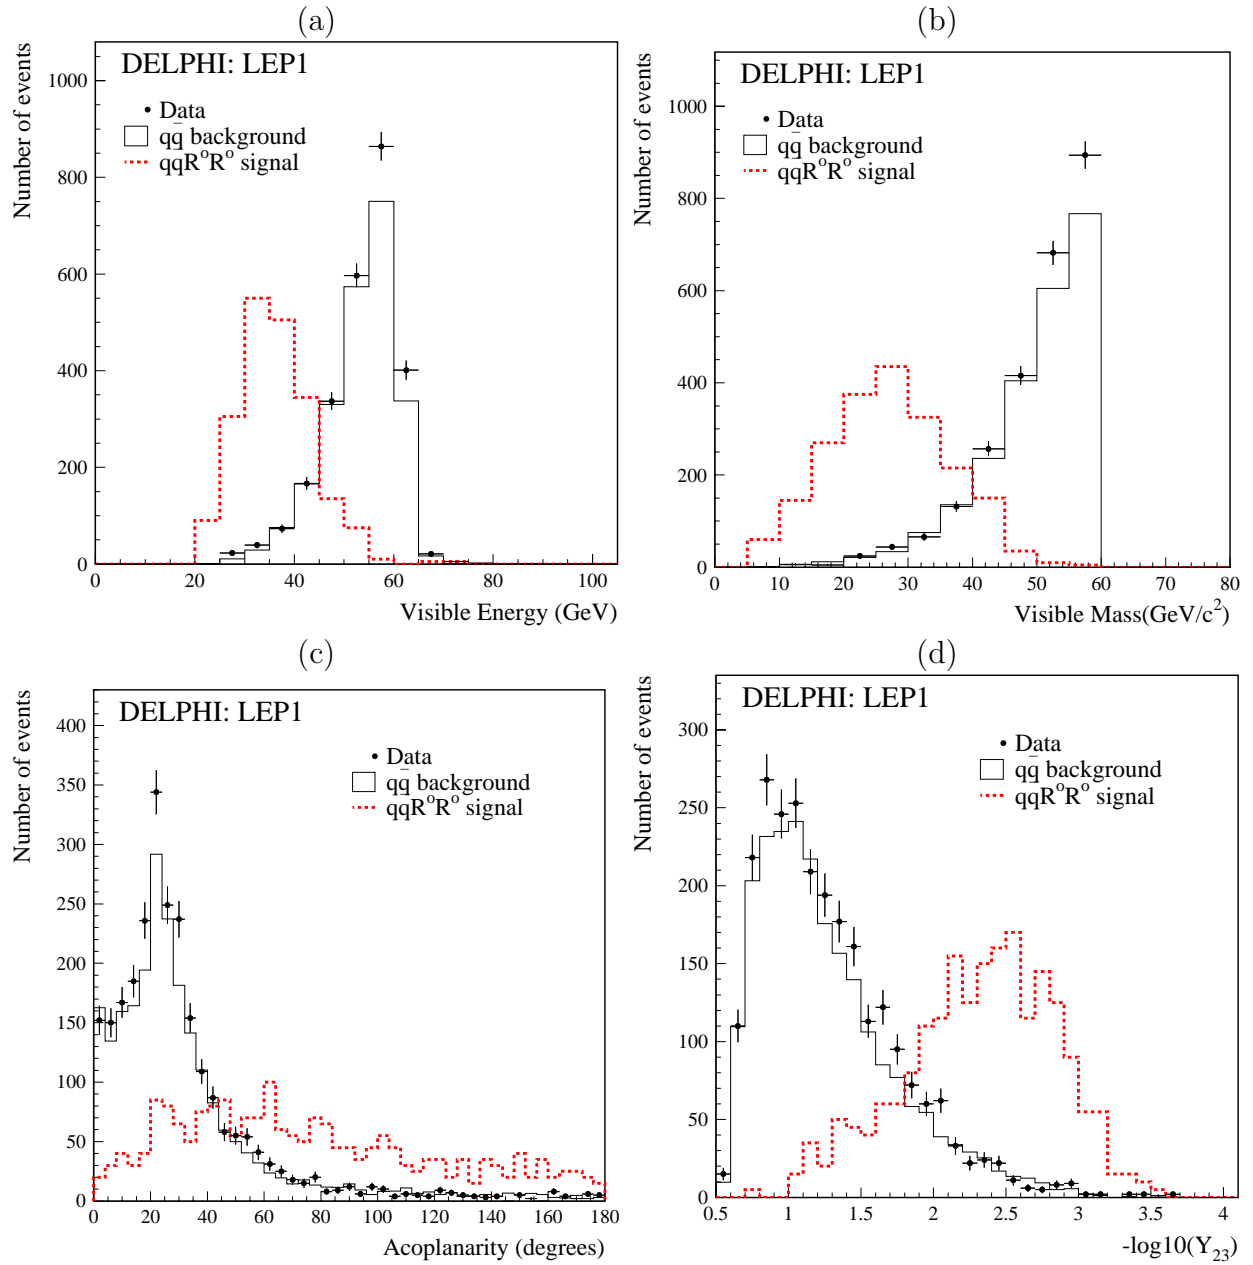 (a)
DELPHI: LEP1
Data
qq̄ background
qqR°R° signal
Number of events
0
200
400
600
800
1000
0 20 40 60 80 100
Visible Energy (GeV)
(b)
DELPHI: LEP1
Data
qq̄ background
qqR°R° signal
Number of events
0
200
400
600
800
1000
0 10 20 30 40 50 60 70 80
Visible Mass(GeV/c²)
(c)
DELPHI: LEP1
Data
qq̄ background
qqR°R° signal
Number of events
0
50
100
150
200
250
300
350
400
0 20 40 60 80 100 120 140 160 180
Acoplanarity (degrees)
(d)
DELPHI: LEP1
Data
qq̄ background
qqR°R° signal
Number of events
0
50
100
150
200
250
300
0.5 1 1.5 2 2.5 3 3.5 4
-log10(Y₂₃)